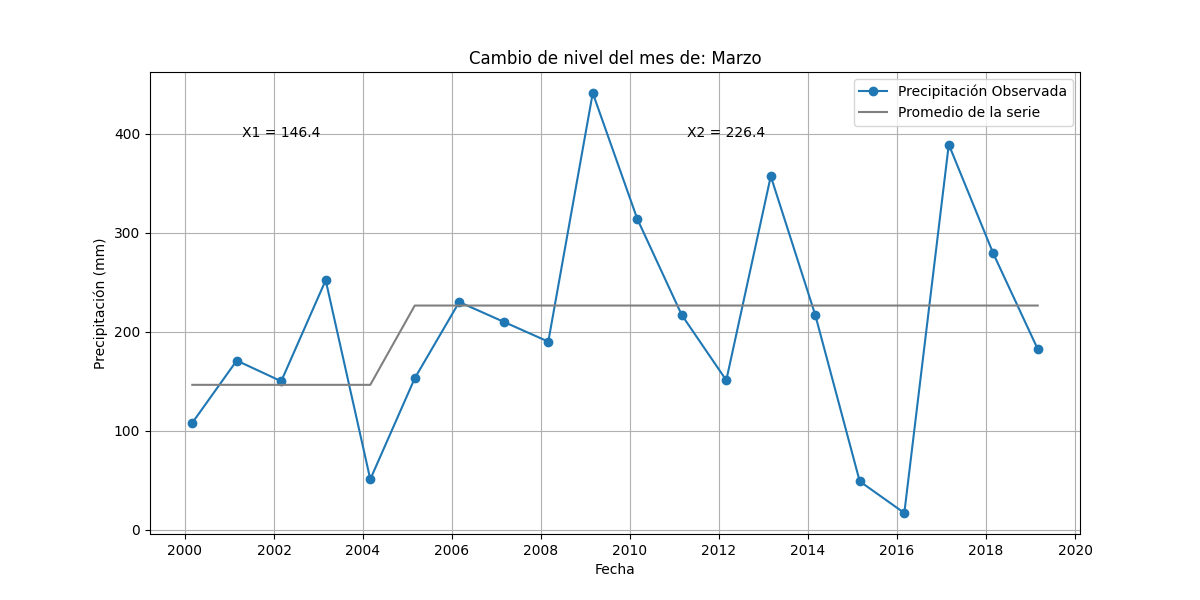 Cambio de nivel del mes de: Marzo
Precipitación Observada
Promedio de la serie
X1 = 146.4
X2 = 226.4
400
300
200
100
0
Precipitación (mm)
2000 2002 2004 2006 2008 2010 2012 2014 2016 2018 2020
Fecha